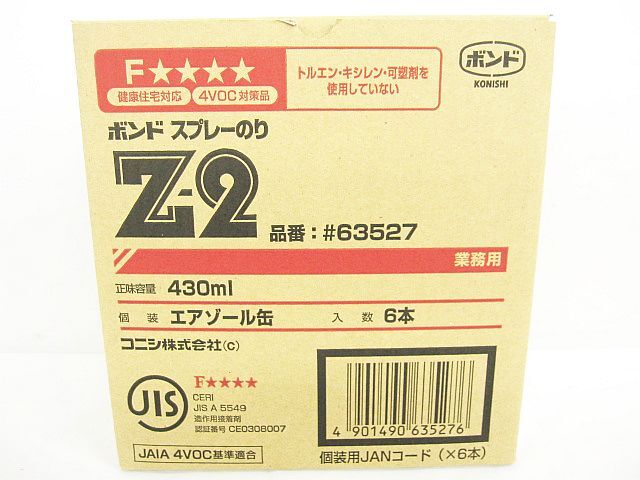 F★★★★
健康住宅対応 4VOC対策品
トルエン・キシレン・可塑剤を
使用していない
ボンド
KONISHI
ボンド スプレーのり
Z-2
品番：#63527
業務用
正味容量 430ml
個装 エアゾール缶 入数 6本
コニシ株式会社(C)
JIS
F★★★★
CERI
JIS A 5549
造作用接着剤
認証番号 CE0308007
JAIA 4VOC基準適合
4 901490 635276
個装用JANコード（×6本）